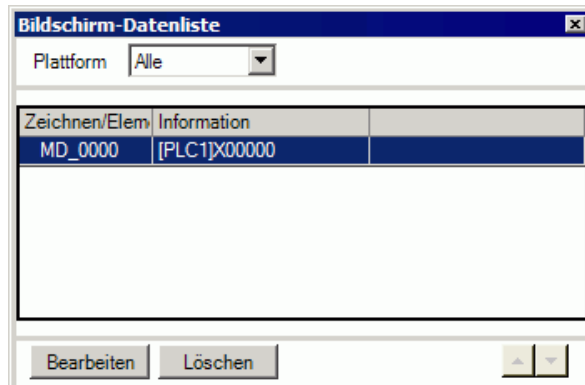 Bildschirm-Datenliste
Plattform Alle
Zeichnen/Elem Information
MD_0000 [PLC1]X00000
Bearbeiten Löschen